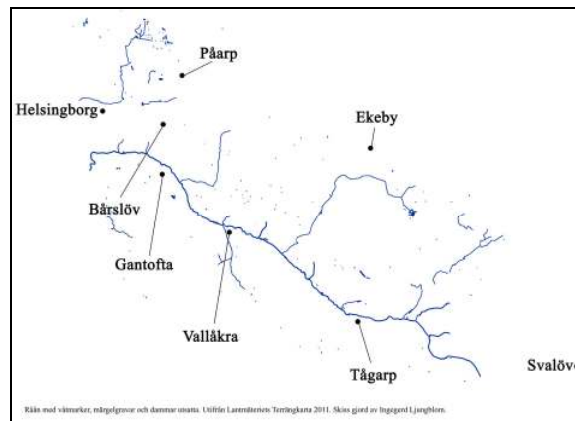 Påarp
Helsingborg
Ekeby
Bårslöv
Gantofta
Vallåkra
Svalöv
Tågarp
Råån med våtmarker, märgelgravar och dammar utsatta. Utifrån Lantmäteriets Terrängkarta 2011. Skiss gjord av Ingegerd Ljungblom.